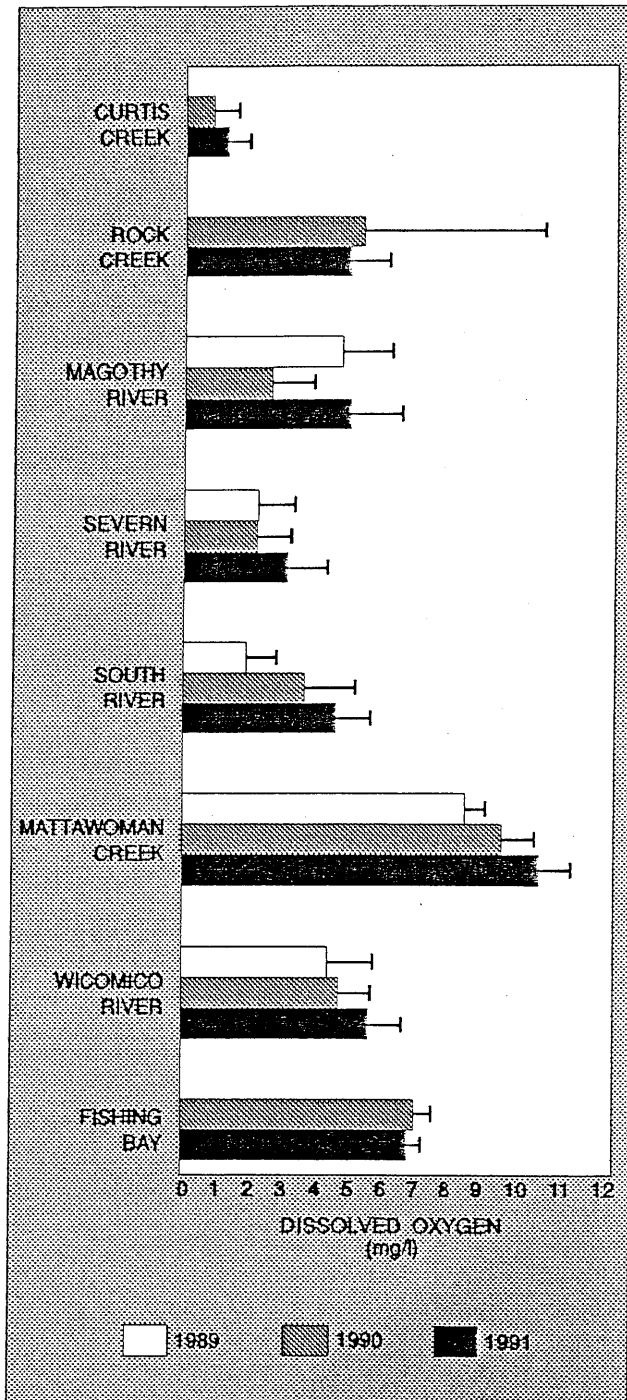 CURTIS
CREEK
ROCK
CREEK
MAGOTHY
RIVER
SEVERN
RIVER
SOUTH
RIVER
MATTAWOMAN
CREEK
WICOMICO
RIVER
FISHING
BAY
0 1 2 3 4 5 6 7 8 9 10 11 12
DISSOLVED OXYGEN
(mg/l)
1989 1990 1991